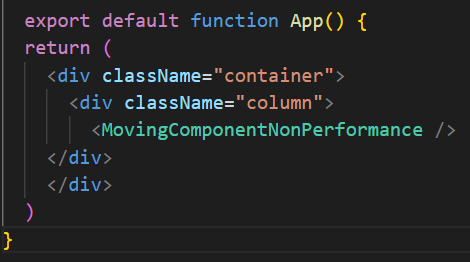 export default function App() {
return (
<div className="container">
<div className="column">
<MovingComponentNonPerformance />
</div>
</div>
)
}